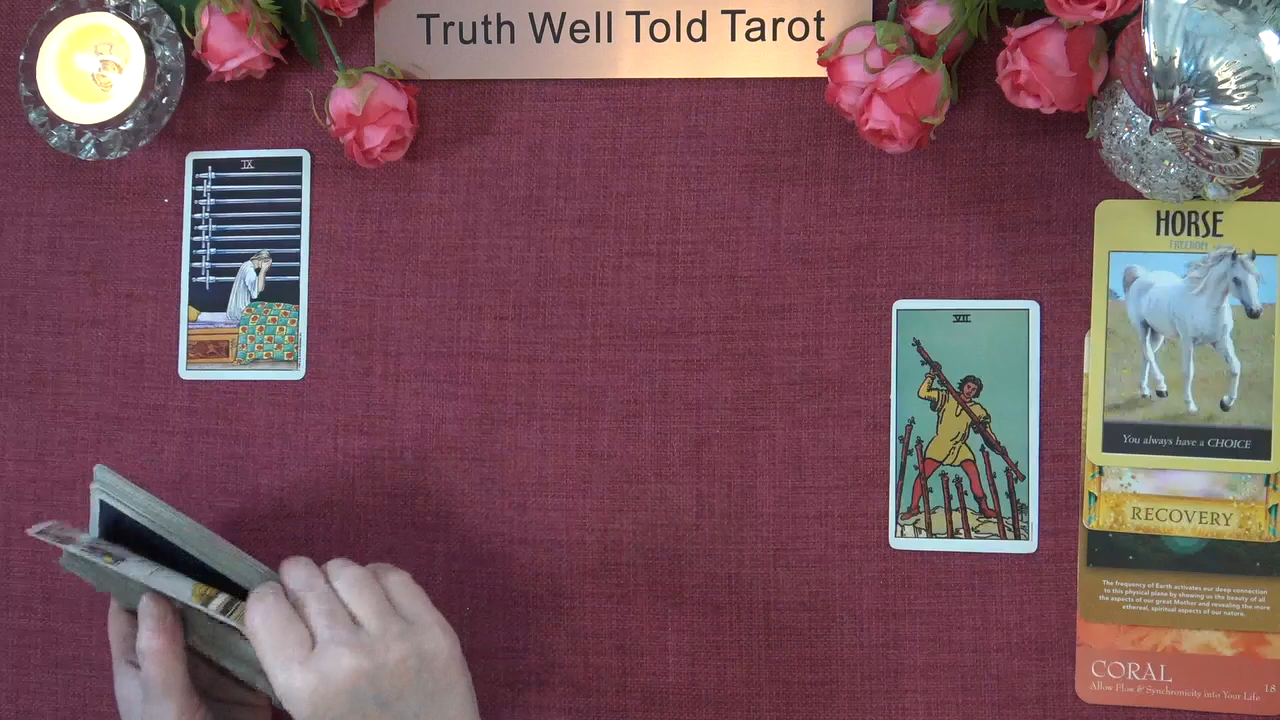 Truth Well Told Tarot
IX
VII
HORSE
FREEDOM
You always have a CHOICE
RECOVERY
The frequency of Earth activates our deep connection
to this physical plane by showing us the beauty of all
the aspects of our great Mother and revealing the more
ethereal, spiritual aspects of our nature.
CORAL
Allow Flow & Synchronicity into Your Life
18